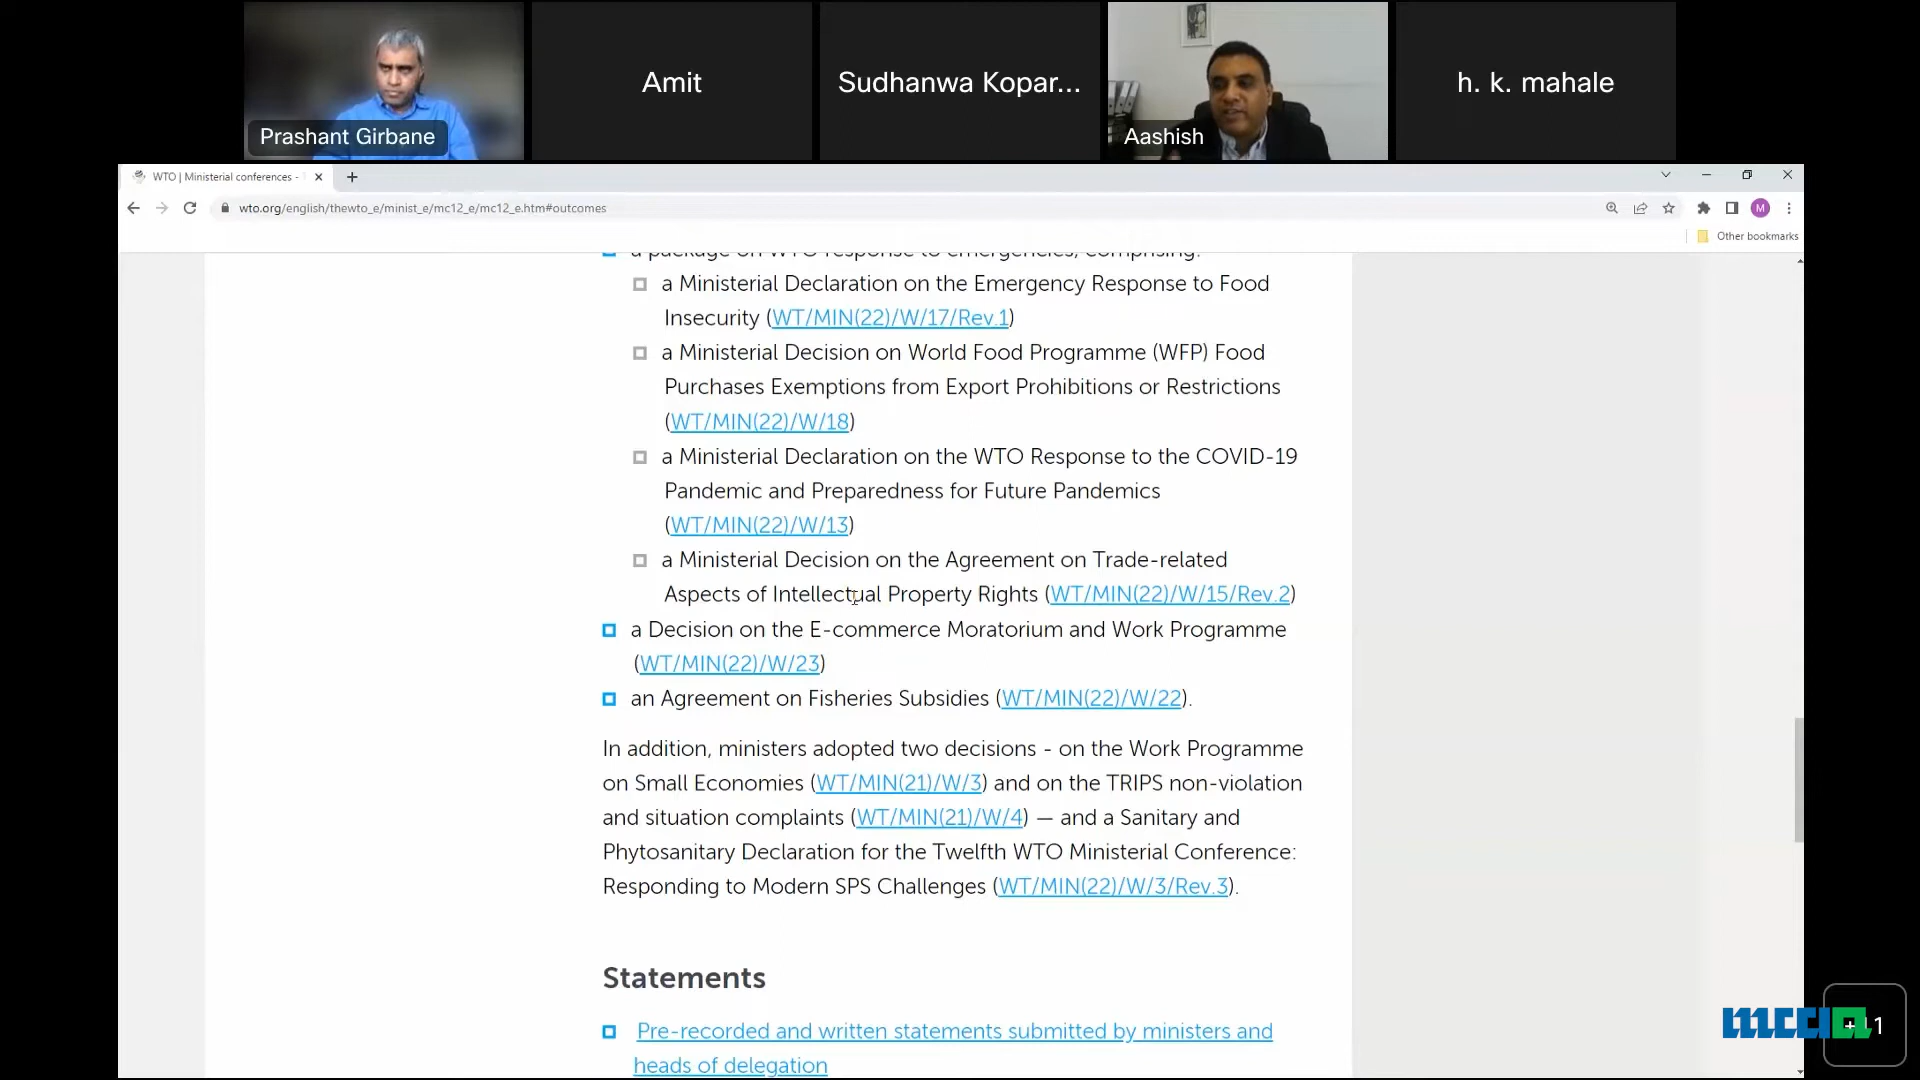 Prashant Girbane
Amit
Sudhanwa Kopar...
Aashish
h. k. mahale
WTO | Ministerial conferences -
wto.org/english/thewto_e/minist_e/mc12_e/mc12_e.htm#outcomes
M
Other bookmarks
a package on WTO response to emergencies, comprising:
a Ministerial Declaration on the Emergency Response to Food
Insecurity (WT/MIN(22)/W/17/Rev.1)
a Ministerial Decision on World Food Programme (WFP) Food
Purchases Exemptions from Export Prohibitions or Restrictions
(WT/MIN(22)/W/18)
a Ministerial Declaration on the WTO Response to the COVID-19
Pandemic and Preparedness for Future Pandemics
(WT/MIN(22)/W/13)
a Ministerial Decision on the Agreement on Trade-related
Aspects of Intellectual Property Rights (WT/MIN(22)/W/15/Rev.2)
a Decision on the E-commerce Moratorium and Work Programme
(WT/MIN(22)/W/23)
an Agreement on Fisheries Subsidies (WT/MIN(22)/W/22).
In addition, ministers adopted two decisions - on the Work Programme
on Small Economies (WT/MIN(21)/W/3) and on the TRIPS non-violation
and situation complaints (WT/MIN(21)/W/4) — and a Sanitary and
Phytosanitary Declaration for the Twelfth WTO Ministerial Conference:
Responding to Modern SPS Challenges (WT/MIN(22)/W/3/Rev.3).
Statements
Pre-recorded and written statements submitted by ministers and
heads of delegation
mccia